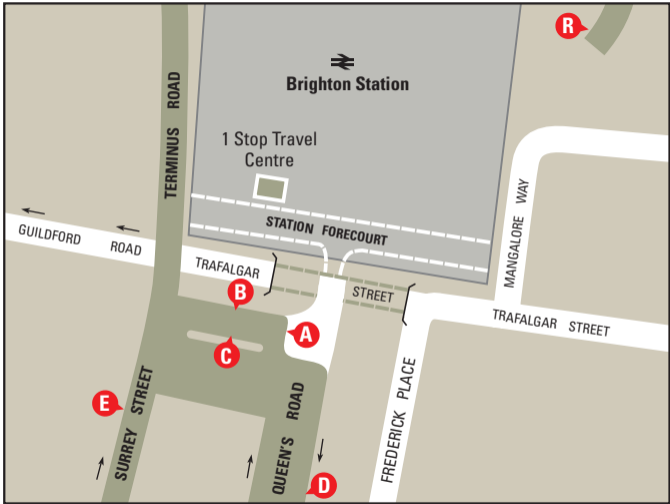 R
Brighton Station
TERMINUS ROAD
1 Stop Travel
Centre
STATION FORECOURT
MANGALORE WAY
GUILDFORD ROAD
TRAFALGAR
STREET
TRAFALGAR STREET
B
A
C
E
SURREY STREET
QUEEN'S ROAD
FREDERICK PLACE
D